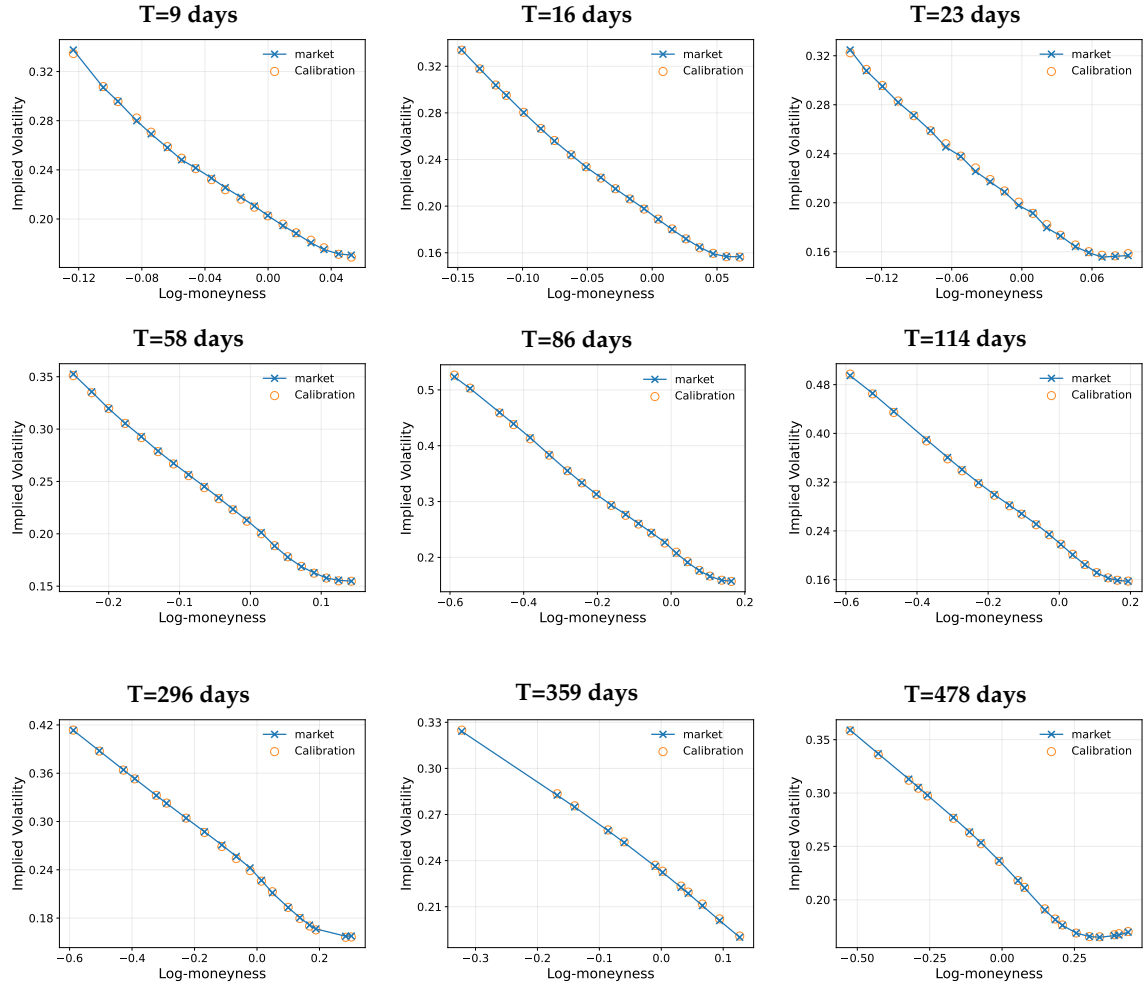 T=9 days
T=16 days
T=23 days
Implied Volatility
0.32
0.28
0.24
0.20
market
Calibration
−0.12
−0.08
−0.04
0.00
0.04
Log-moneyness
Implied Volatility
0.32
0.28
0.24
0.20
0.16
market
Calibration
−0.15
−0.10
−0.05
0.00
0.05
Log-moneyness
Implied Volatility
0.32
0.28
0.24
0.20
0.16
market
Calibration
−0.12
−0.06
0.00
0.06
Log-moneyness
T=58 days
T=86 days
T=114 days
Implied Volatility
0.35
0.30
0.25
0.20
0.15
market
Calibration
−0.2
−0.1
0.0
0.1
Log-moneyness
Implied Volatility
0.5
0.4
0.3
0.2
market
Calibration
−0.6
−0.4
−0.2
0.0
0.2
Log-moneyness
Implied Volatility
0.48
0.40
0.32
0.24
0.16
market
Calibration
−0.6
−0.4
−0.2
0.0
0.2
Log-moneyness
T=296 days
T=359 days
T=478 days
Implied Volatility
0.42
0.36
0.30
0.24
0.18
market
Calibration
−0.6
−0.4
−0.2
0.0
0.2
Log-moneyness
Implied Volatility
0.33
0.30
0.27
0.24
0.21
market
Calibration
−0.3
−0.2
−0.1
0.0
0.1
Log-moneyness
Implied Volatility
0.35
0.30
0.25
0.20
market
Calibration
−0.50
−0.25
0.00
0.25
Log-moneyness